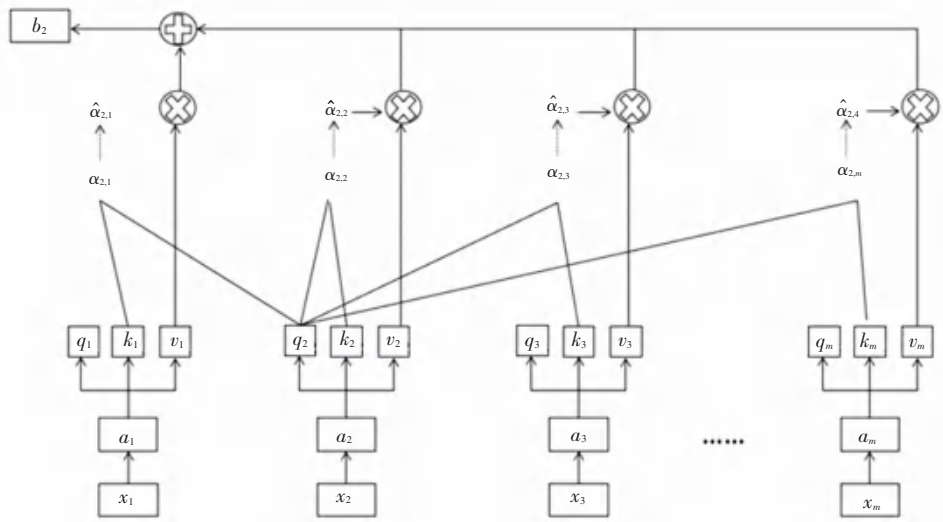 b₂
α̂₂,₁ α̂₂,₂ α̂₂,₃ α̂₂,₄
α₂,₁ α₂,₂ α₂,₃ α₂,ₘ
q₁ k₁ v₁ q₂ k₂ v₂ q₃ k₃ v₃ qₘ kₘ vₘ
a₁ a₂ a₃ ...... aₘ
x₁ x₂ x₃ xₘ